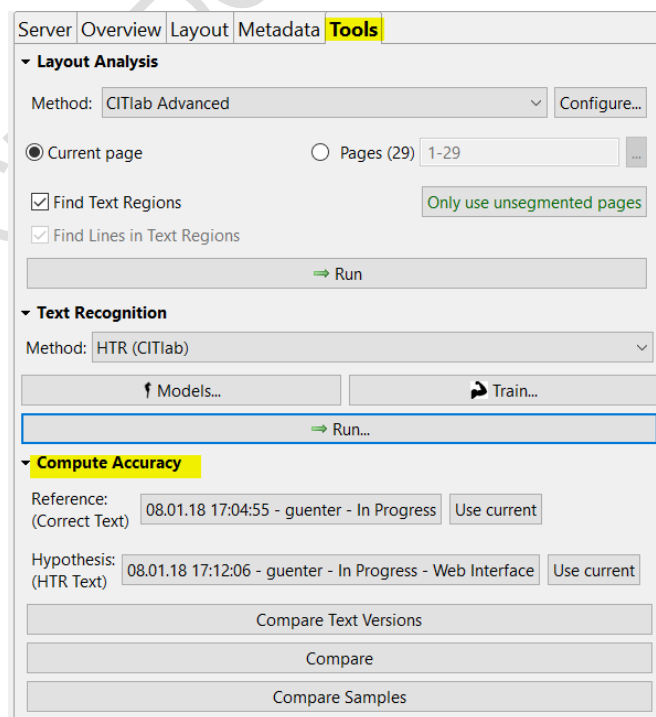 Server Overview Layout Metadata Tools
Layout Analysis
Method: CITlab Advanced Configure...
Current page Pages (29) 1-29 ...
Find Text Regions Only use unsegmented pages
Find Lines in Text Regions
Run
Text Recognition
Method: HTR (CITlab)
Models... Train...
Run...
Compute Accuracy
Reference:
(Correct Text) 08.01.18 17:04:55 - guenter - In Progress Use current
Hypothesis:
(HTR Text) 08.01.18 17:12:06 - guenter - In Progress - Web Interface Use current
Compare Text Versions
Compare
Compare Samples